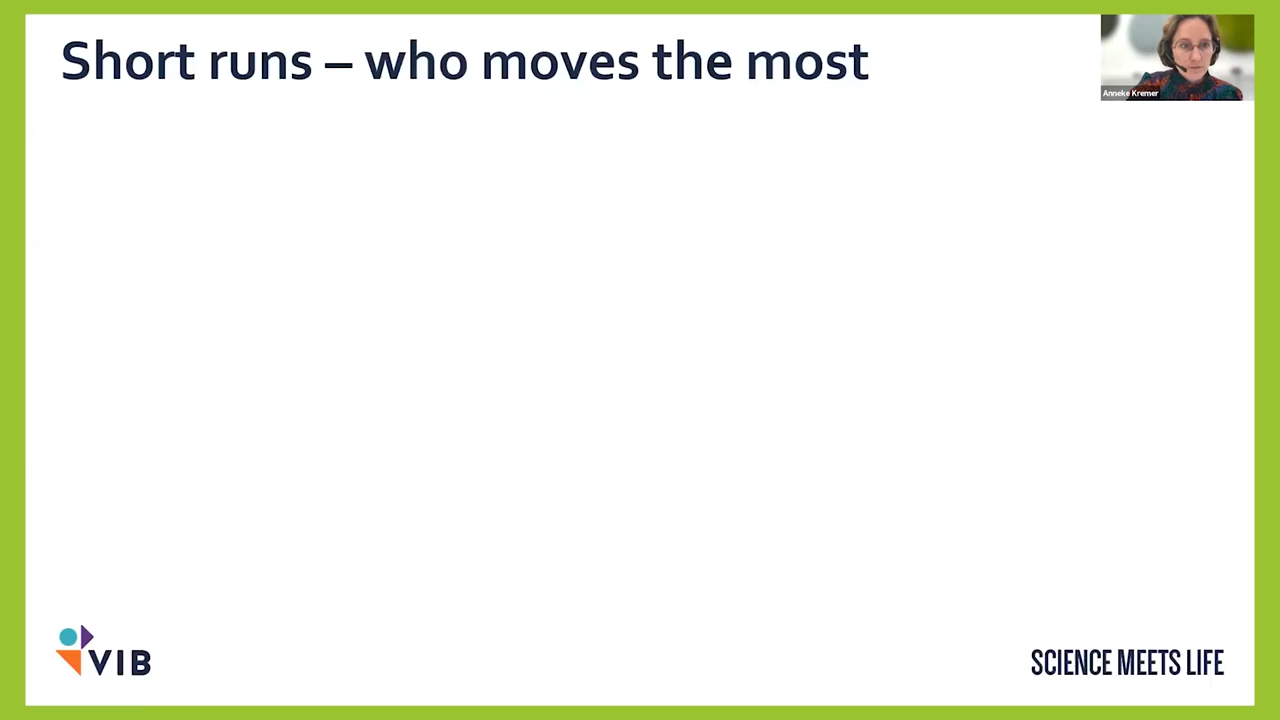 Short runs – who moves the most
Anneke Kremer
VIB
SCIENCE MEETS LIFE